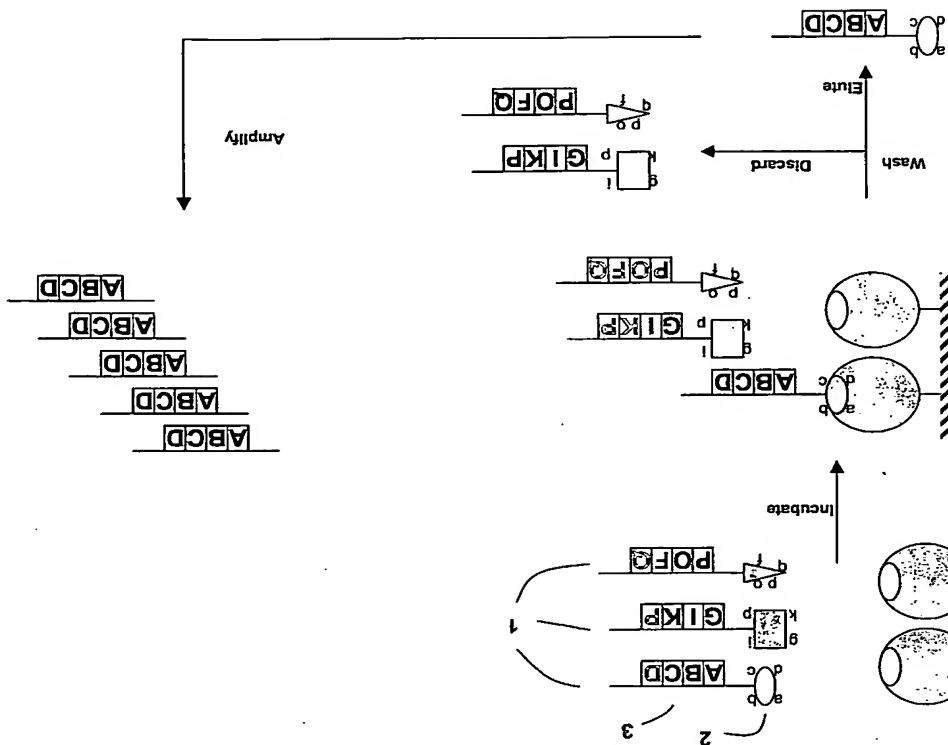 2 3
a b
ABCD
d c
1
g i
GIKP
k p
p o
POFQ
q f
Incubate
ABCD
a b
ABCD
d c
ABCD
g i
GIKP
k p
ABCD
p o
POFQ
q f
ABCD
ABCD
Wash
Discard
g i
GIKP
k p
Amplify
p o
POFQ
q f
Elute
a b
ABCD
d c